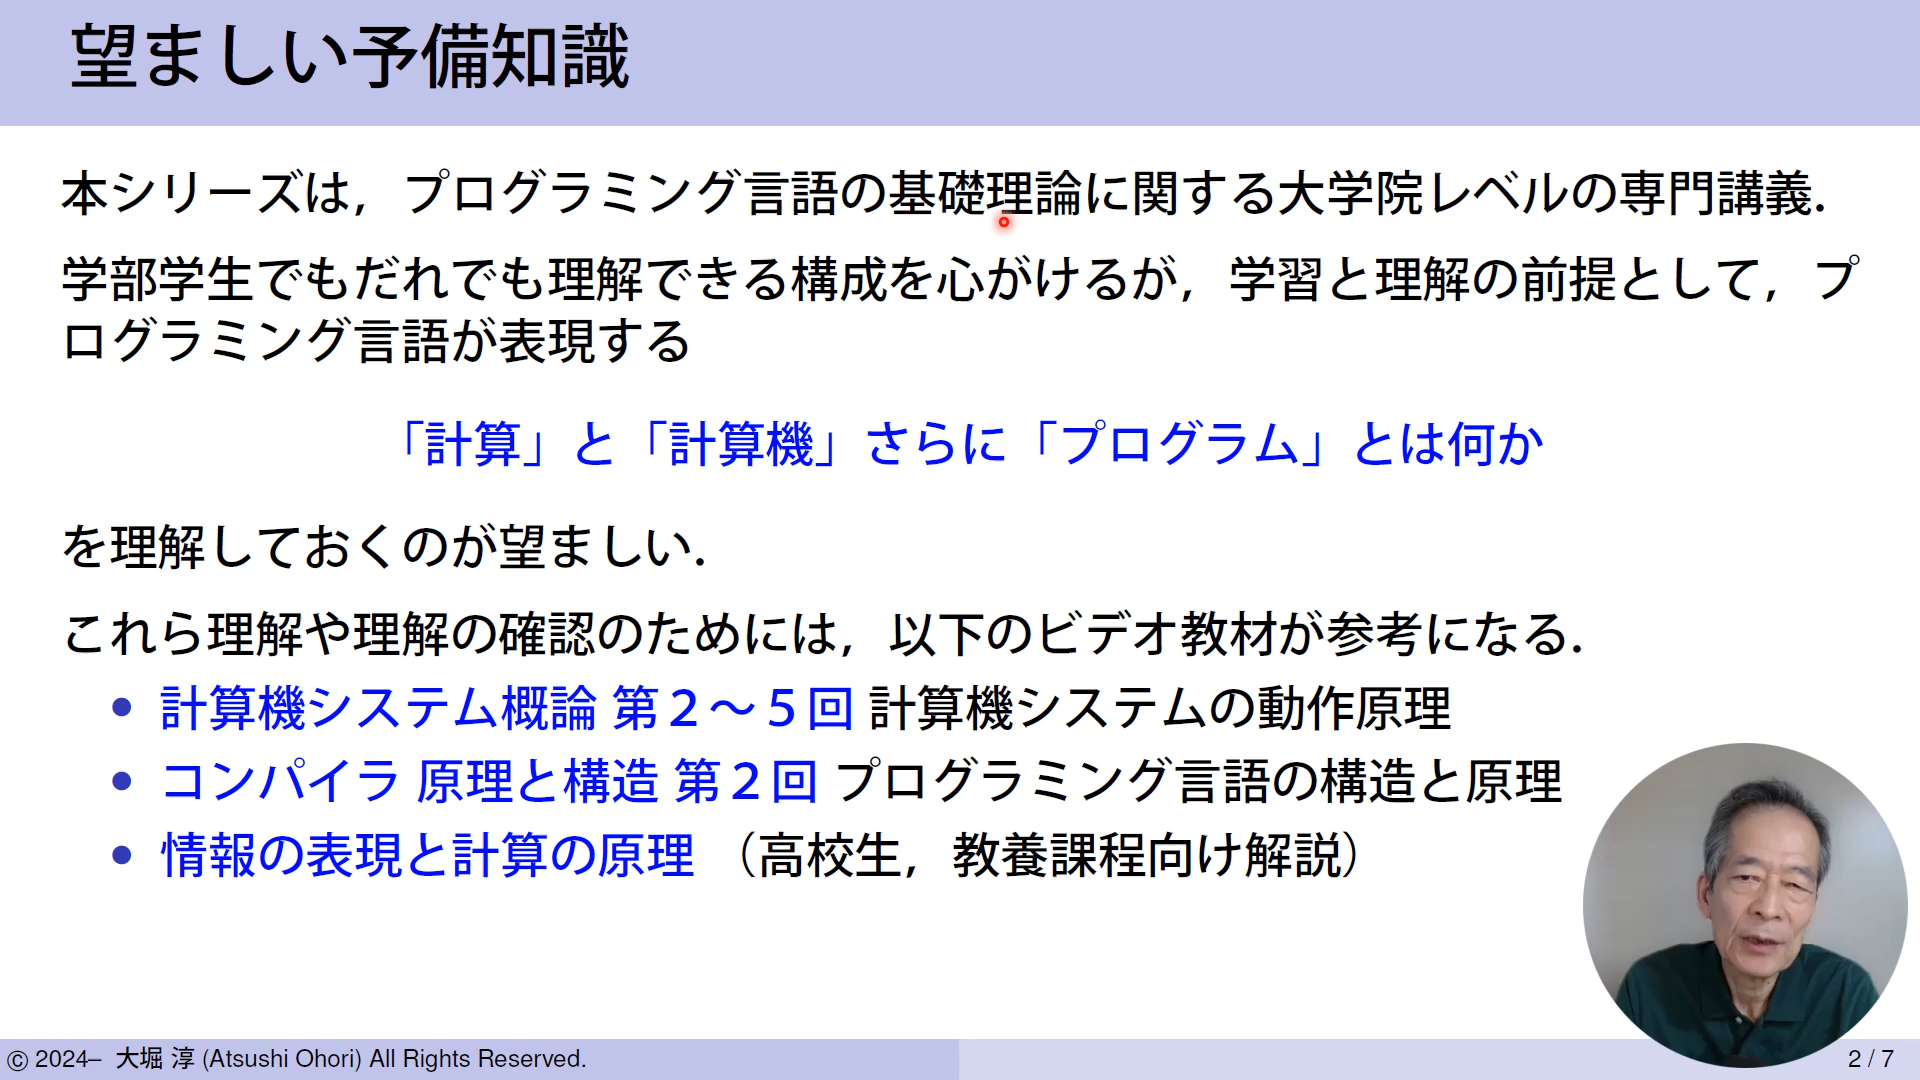 望ましい予備知識
本シリーズは，プログラミング言語の基礎理論に関する大学院レベルの専門講義．
学部学生でもだれでも理解できる構成を心がけるが，学習と理解の前提として，プ
ログラミング言語が表現する
「計算」と「計算機」さらに「プログラム」とは何か
を理解しておくのが望ましい．
これら理解や理解の確認のためには，以下のビデオ教材が参考になる．
• 計算機システム概論 第２〜５回 計算機システムの動作原理
• コンパイラ 原理と構造 第２回 プログラミング言語の構造と原理
• 情報の表現と計算の原理 （高校生，教養課程向け解説）
© 2024– 大堀 淳 (Atsushi Ohori) All Rights Reserved.
2 / 7